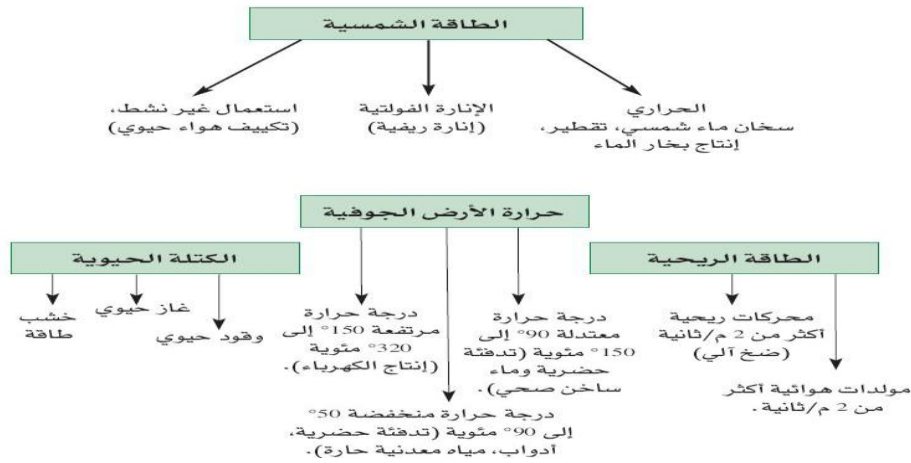 الطاقة الشمسية
الحراري
سخان ماء شمسي، تقطير،
إنتاج بخار الماء
الإنارة الفولتية
(إنارة ريفية)
استعمال غير نشط،
(تكييف هواء حيوي)
حرارة الأرض الجوفية
الطاقة الريحية
محركات ريحية
أكثر من 2 م/ثانية
(ضخ آلي)
مولدات هوائية أكثر
من 2 م/ثانية.
درجة حرارة
معتدلة 90° إلى
150° مئوية (تدفئة
حضرية وماء
ساخن صحي).
درجة حرارة منخفضة 50°
إلى 90° مئوية (تدفئة حضرية،
أدواب، مياه معدنية حارة).
درجة حرارة
مرتفعة 150° إلى
320° مئوية
(إنتاج الكهرباء).
الكتلة الحيوية
وقود حيوي
غاز حيوي
خشب
طاقة